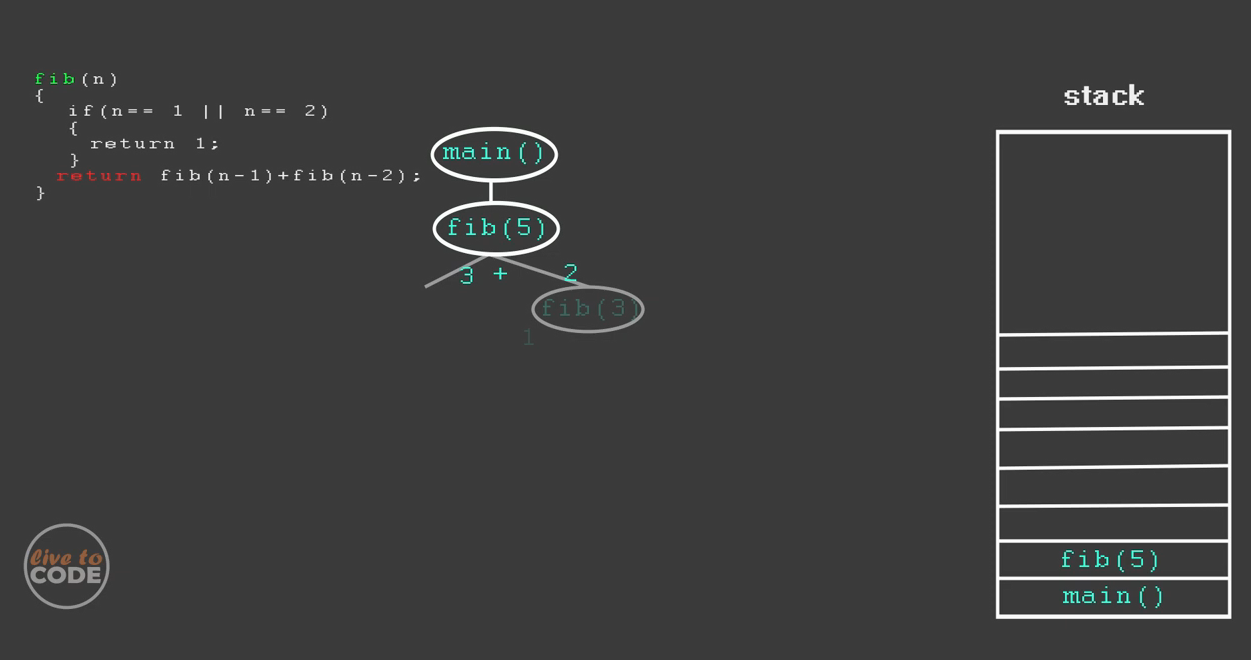 fib(n)
{
if(n== 1 || n== 2)
{
return 1;
}
return fib(n-1)+fib(n-2);
}
main()
fib(5)
3 + 2
fib(3)
1
stack
fib(5)
main()
live to
CODE